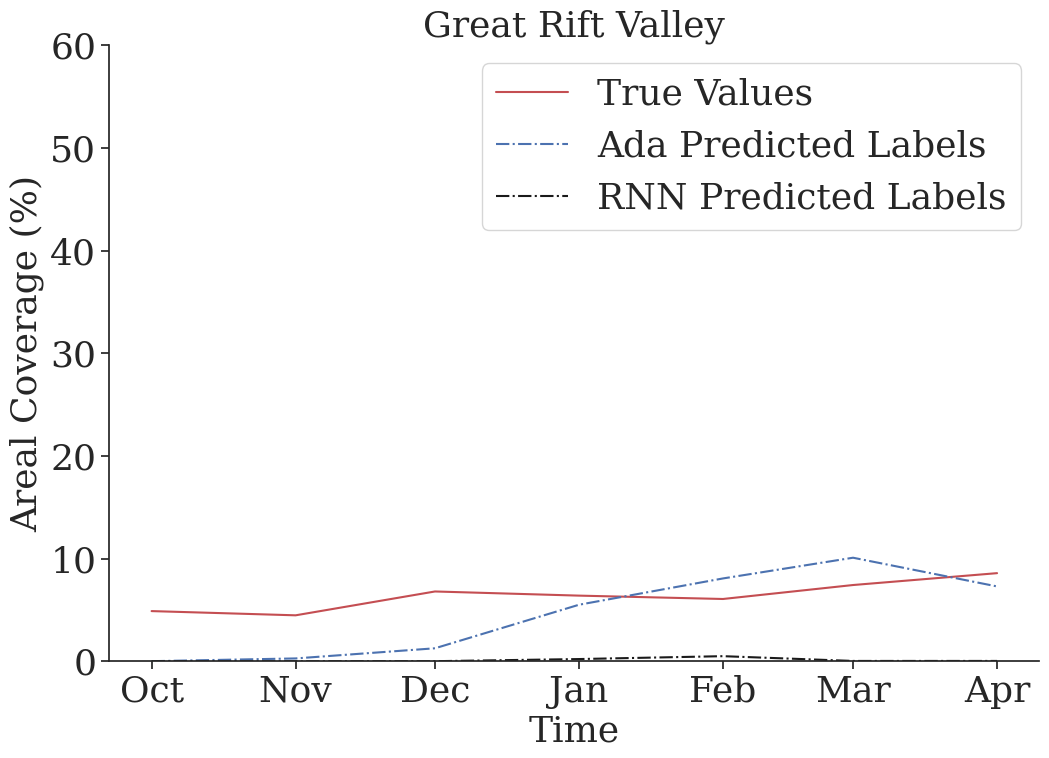 Great Rift Valley
60
50
40
30
20
10
0
Areal Coverage (%)
True Values
Ada Predicted Labels
RNN Predicted Labels
Oct Nov Dec Jan Feb Mar Apr
Time